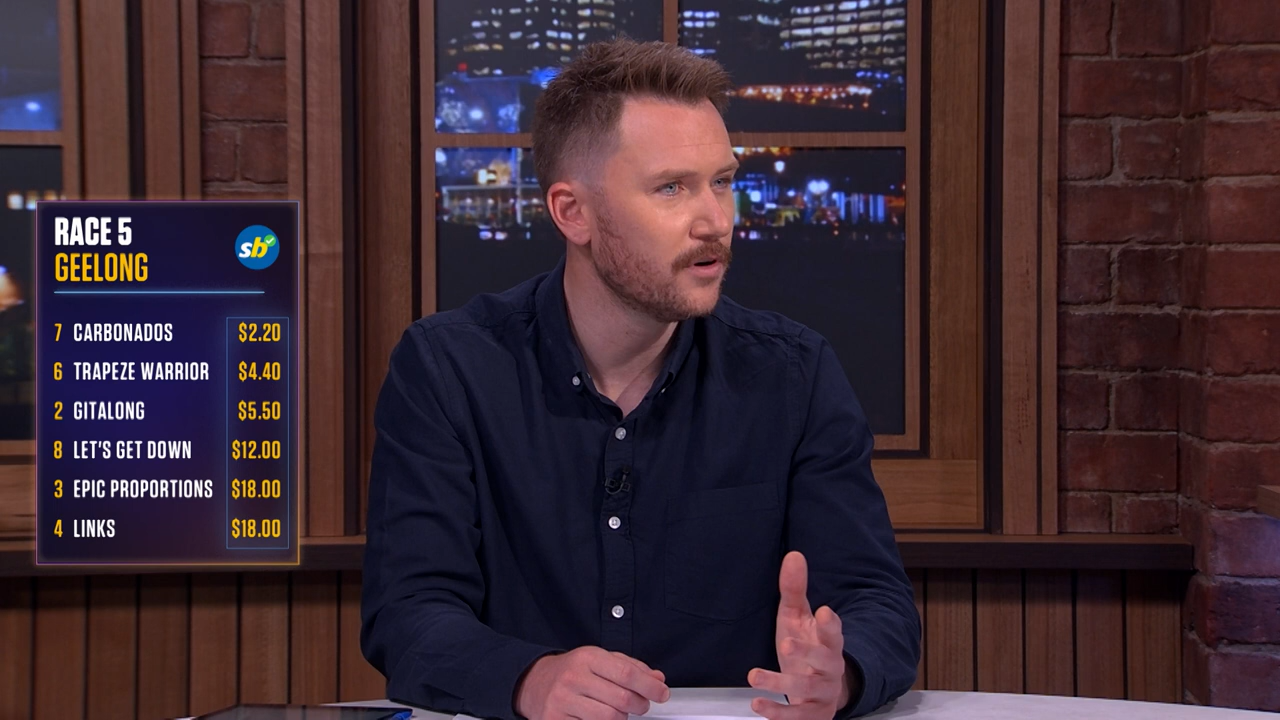 RACE 5
GEELONG
sb
7 CARBONADOS $2.20
6 TRAPEZE WARRIOR $4.40
2 GITALONG $5.50
8 LET'S GET DOWN $12.00
3 EPIC PROPORTIONS $18.00
4 LINKS $18.00